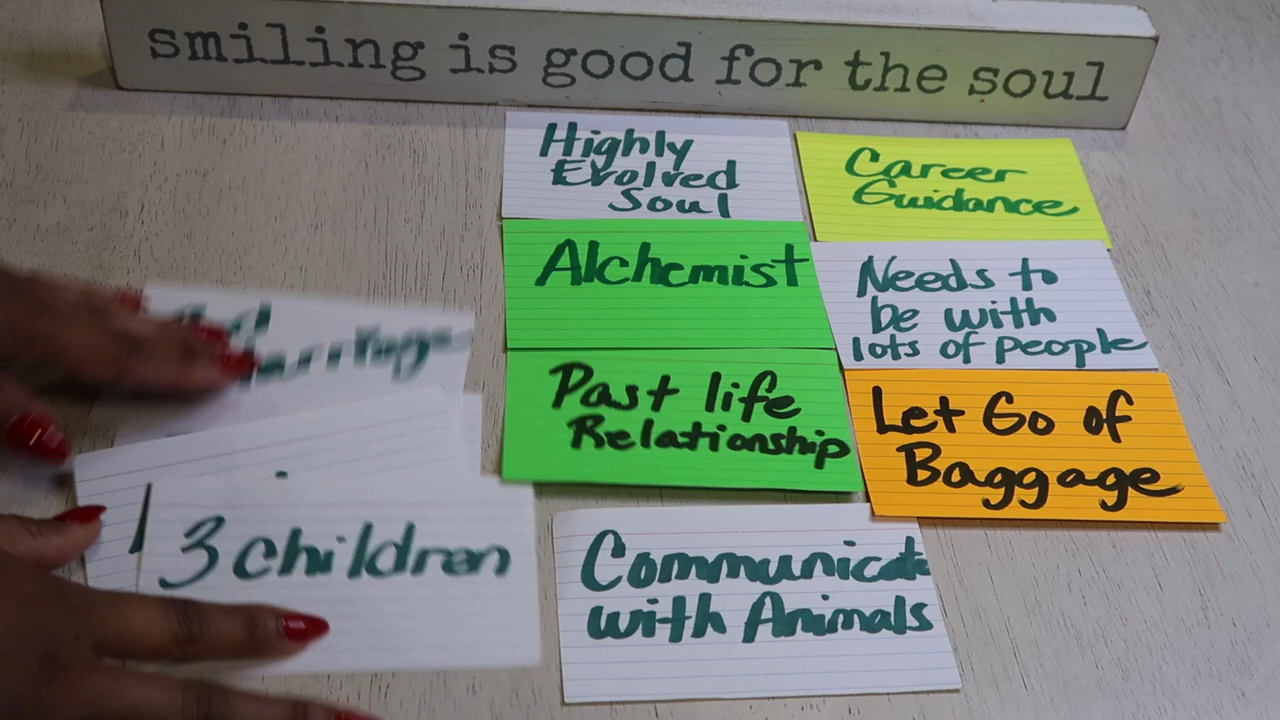 smiling is good for the soul
Highly
Evolved
Soul
Career
Guidance
Alchemist
Needs to
be with
lots of people
Past life
Relationship
Let Go of
Baggage
3 children
Communicate
with Animals